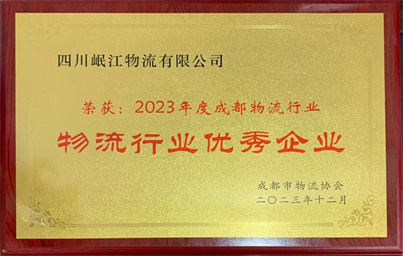 四川岷江物流有限公司
荣获：2023年度成都物流行业
物流行业优秀企业
成都市物流协会
二〇二三年十二月